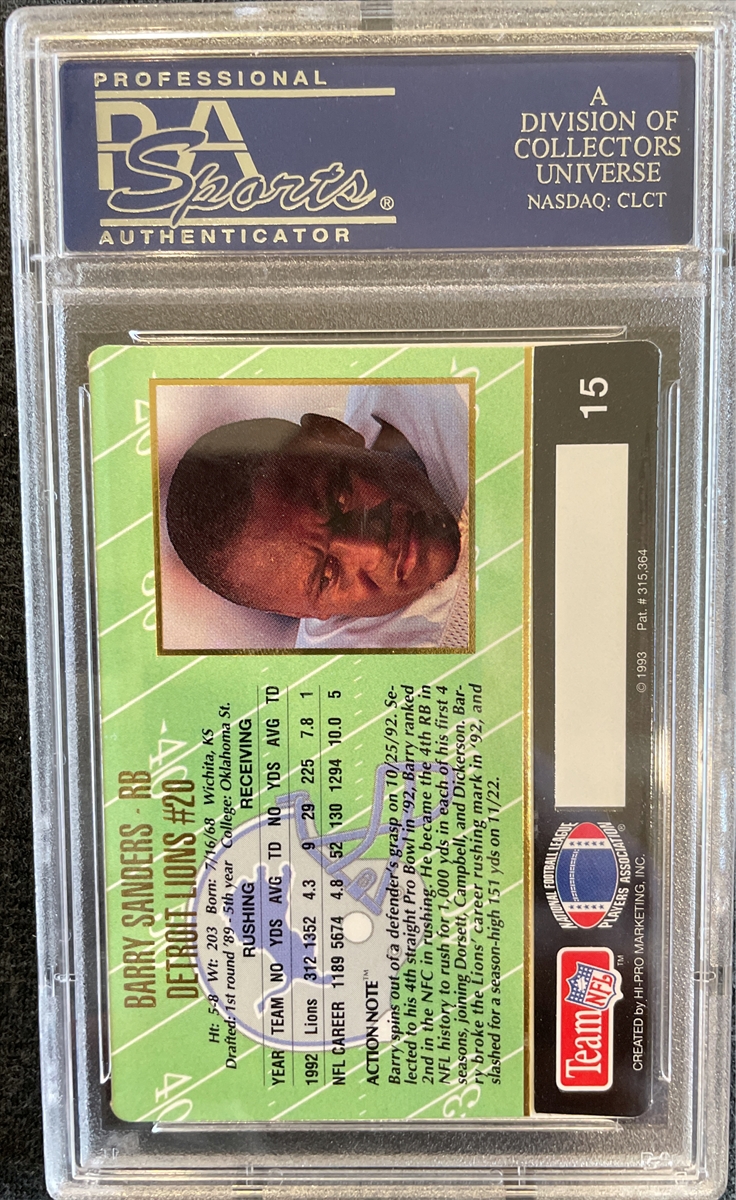 PROFESSIONAL
PSA
Sports®
AUTHENTICATOR
A
DIVISION OF
COLLECTORS
UNIVERSE
NASDAQ: CLCT
BARRY SANDERS - RB
DETROIT LIONS #20
Ht: 5-8 Wt: 203 Born: 7/16/68 Wichita, KS
Drafted: 1st round '89 - 5th year College: Oklahoma St.
RUSHING RECEIVING
YEAR TEAM NO YDS AVG TD NO YDS AVG TD
1992 Lions 312 1352 4.3 9 29 225 7.8 1
NFL CAREER 1189 5674 4.8 52 130 1294 10.0 5
ACTION NOTE™
Barry spins out of a defender's grasp on 10/25/92. Se-
lected to his 4th straight Pro Bowl in '92, Barry ranked
2nd in the NFC in rushing. He became the 4th RB in
NFL history to rush for 1,000 yds in each of his first 4
seasons, joining Dorsett, Campbell, and Dickerson. Bar-
ry broke the Lions' career rushing mark in '92, and
slashed for a season-high 151 yds on 11/22.
15
Team NFL™
NATIONAL FOOTBALL LEAGUE
PLAYERS ASSOCIATION®
CREATED by HI-PRO MARKETING, INC. © 1993 Pat. # 315,364